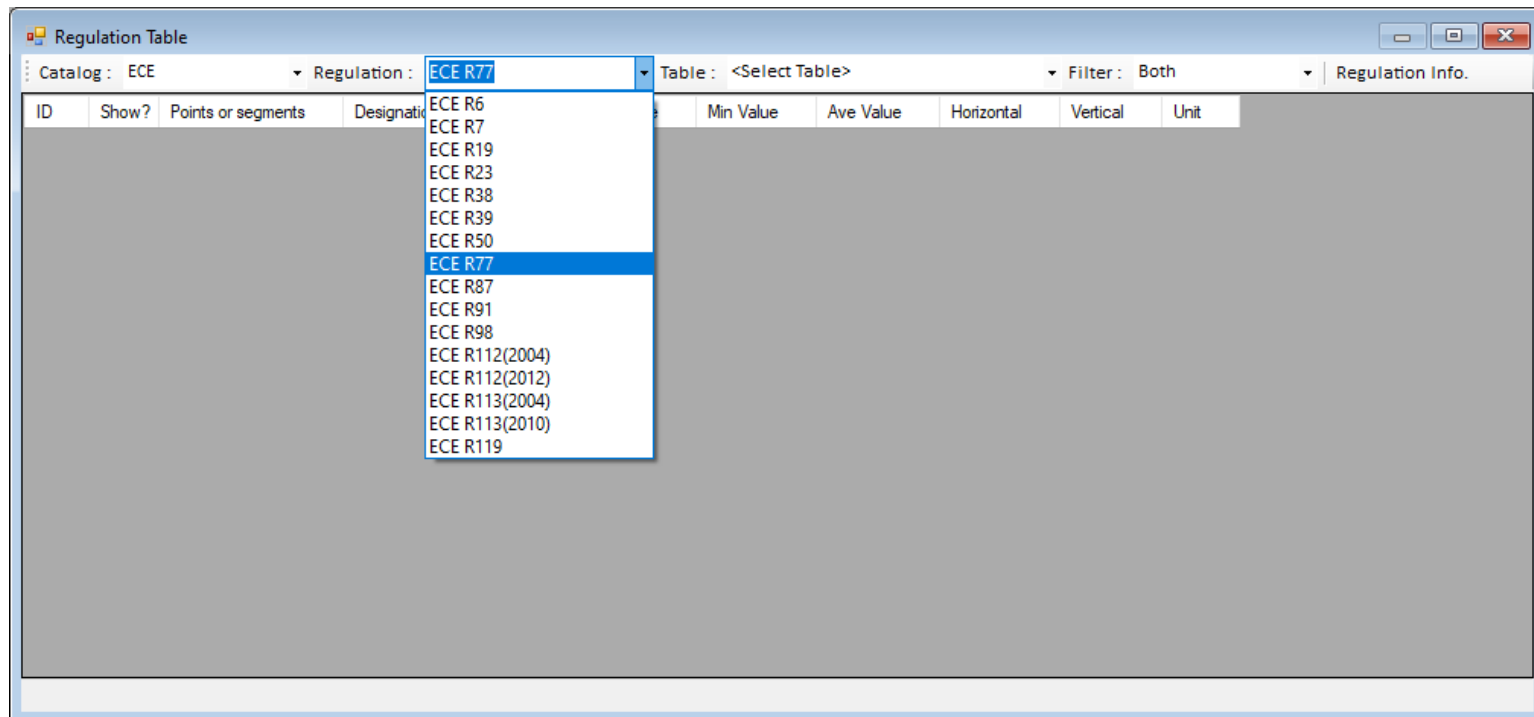 Regulation Table
Catalog : ECE Regulation : ECE R77 Table : <Select Table> Filter : Both Regulation Info.
ID Show? Points or segments Min Value Ave Value Horizontal Vertical Unit
ECE R6
ECE R7
ECE R19
ECE R23
ECE R38
ECE R39
ECE R50
ECE R77
ECE R87
ECE R91
ECE R98
ECE R112(2004)
ECE R112(2012)
ECE R113(2004)
ECE R113(2010)
ECE R119